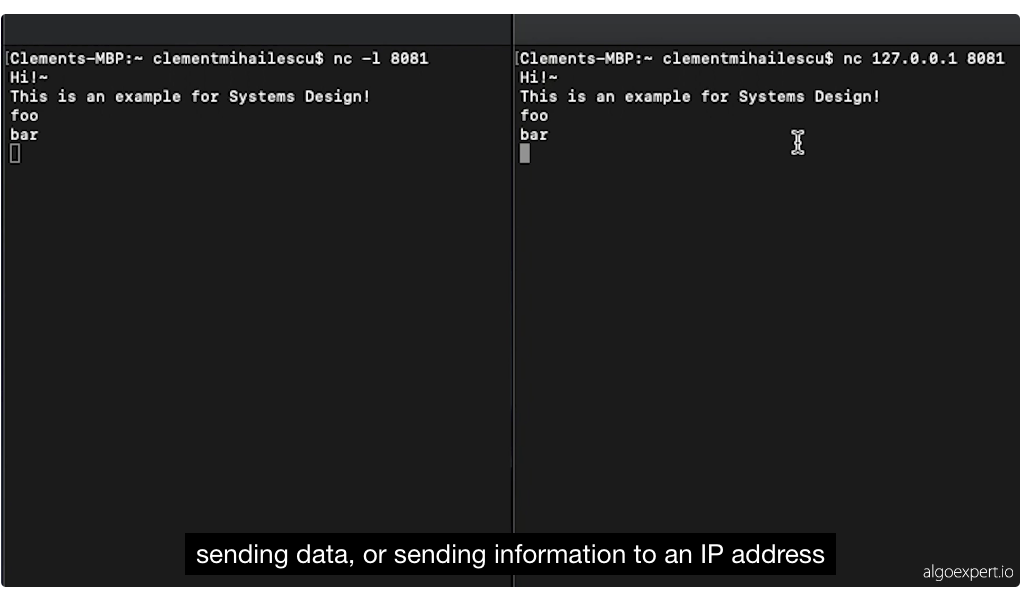 [Clements-MBP:~ clementmihailescu$ nc -l 8081
Hi!~
This is an example for Systems Design!
foo
bar
[Clements-MBP:~ clementmihailescu$ nc 127.0.0.1 8081
Hi!~
This is an example for Systems Design!
foo
bar
sending data, or sending information to an IP address
algoexpert.io